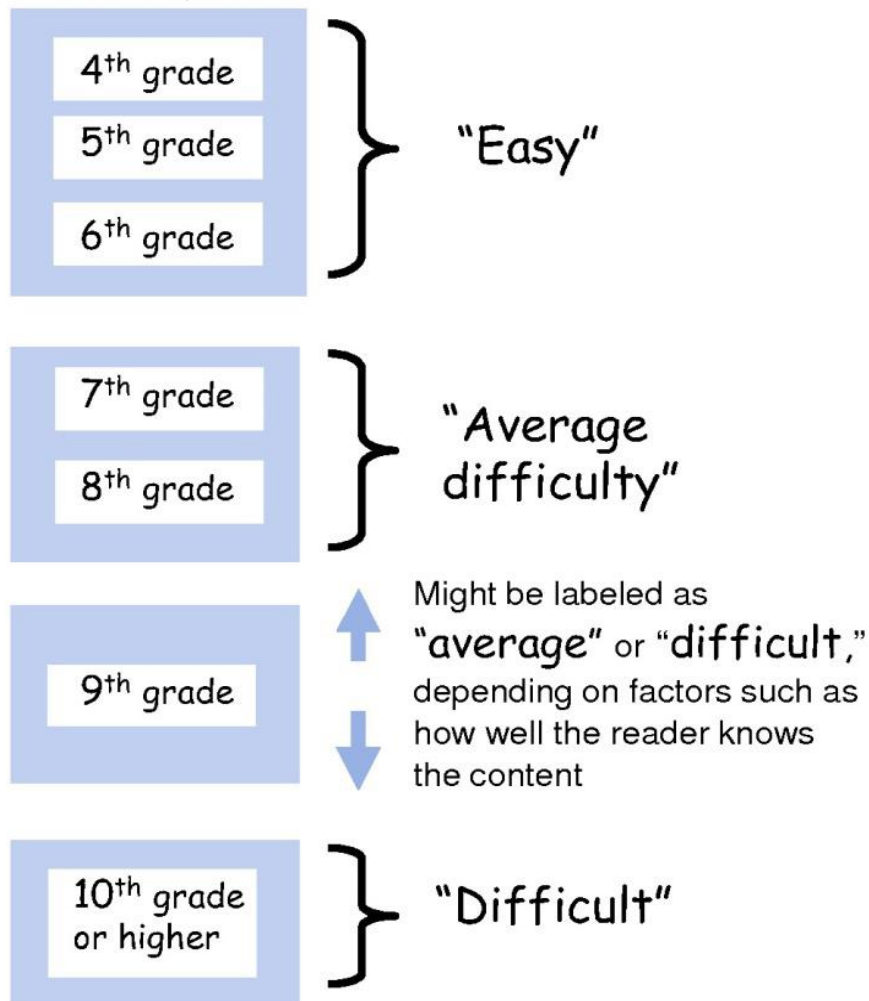 4th grade
5th grade
6th grade
“Easy”
7th grade
8th grade
“Average
difficulty”
9th grade
Might be labeled as
“average” or “difficult,”
depending on factors such as
how well the reader knows
the content
10th grade
or higher
“Difficult”